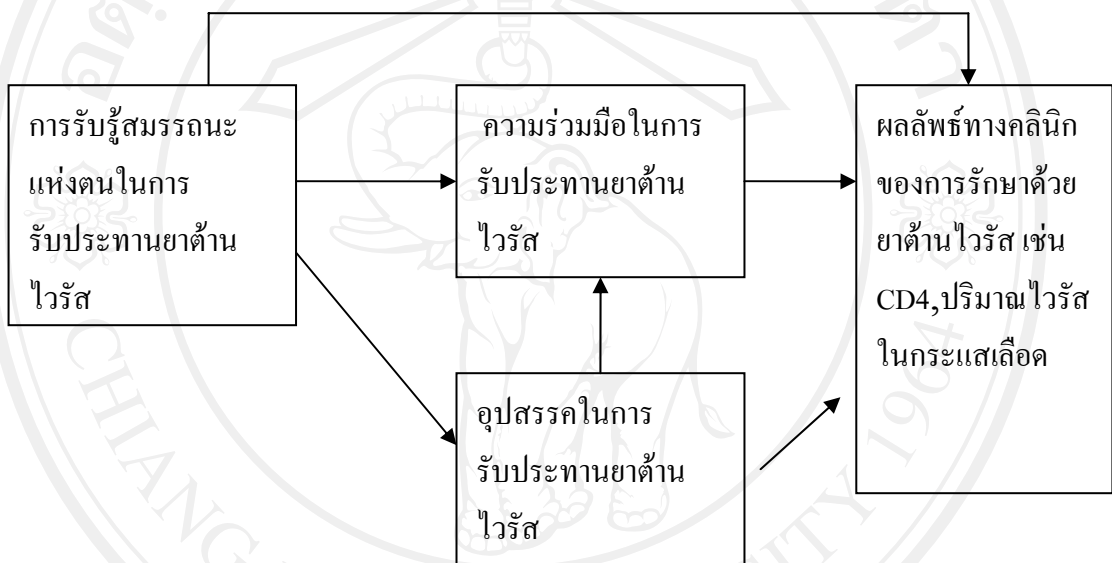 การรับรู้สมรรถนะ
แห่งตนในการ
รับประทานยาต้าน
ไวรัส
ความร่วมมือในการ
รับประทานยาต้าน
ไวรัส
ผลลัพธ์ทางคลินิก
ของการรักษาด้วย
ยาต้านไวรัส เช่น
CD4,ปริมาณไวรัส
ในกระแสเลือด
อุปสรรคในการ
รับประทานยาต้าน
ไวรัส
CHIANG
1964